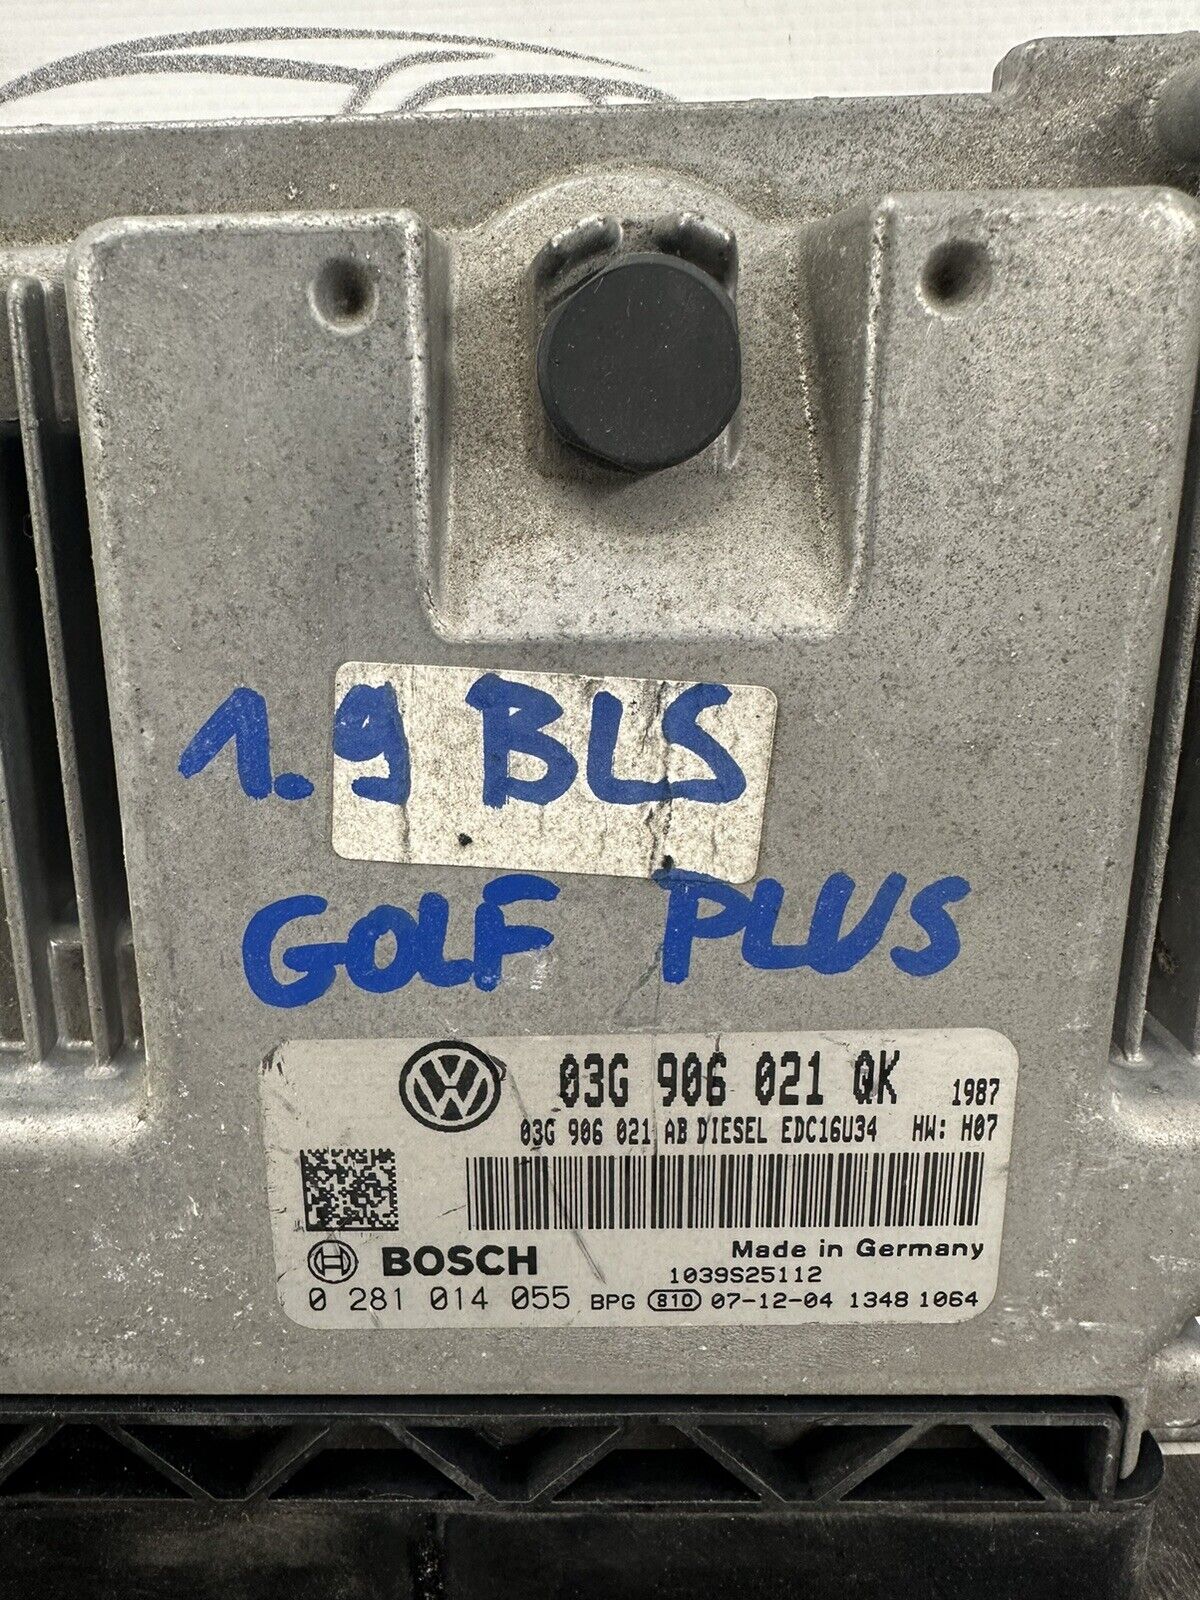 1.9 BLS
GOLF PLUS
03G 906 021 QK 1987
03G 906 021 AB DIESEL EDC16U34 HW: H07
BOSCH Made in Germany
1039S25112
0 281 014 055 BPG 810 07-12-04 1348 1064